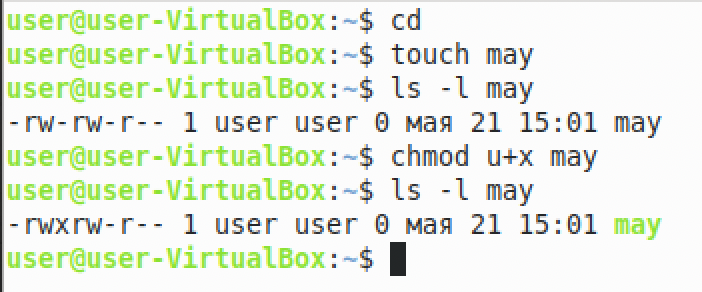 user@user-VirtualBox:~$ cd
user@user-VirtualBox:~$ touch may
user@user-VirtualBox:~$ ls -l may
-rw-rw-r-- 1 user user 0 мая 21 15:01 may
user@user-VirtualBox:~$ chmod u+x may
user@user-VirtualBox:~$ ls -l may
-rwxrw-r-- 1 user user 0 мая 21 15:01 may
user@user-VirtualBox:~$